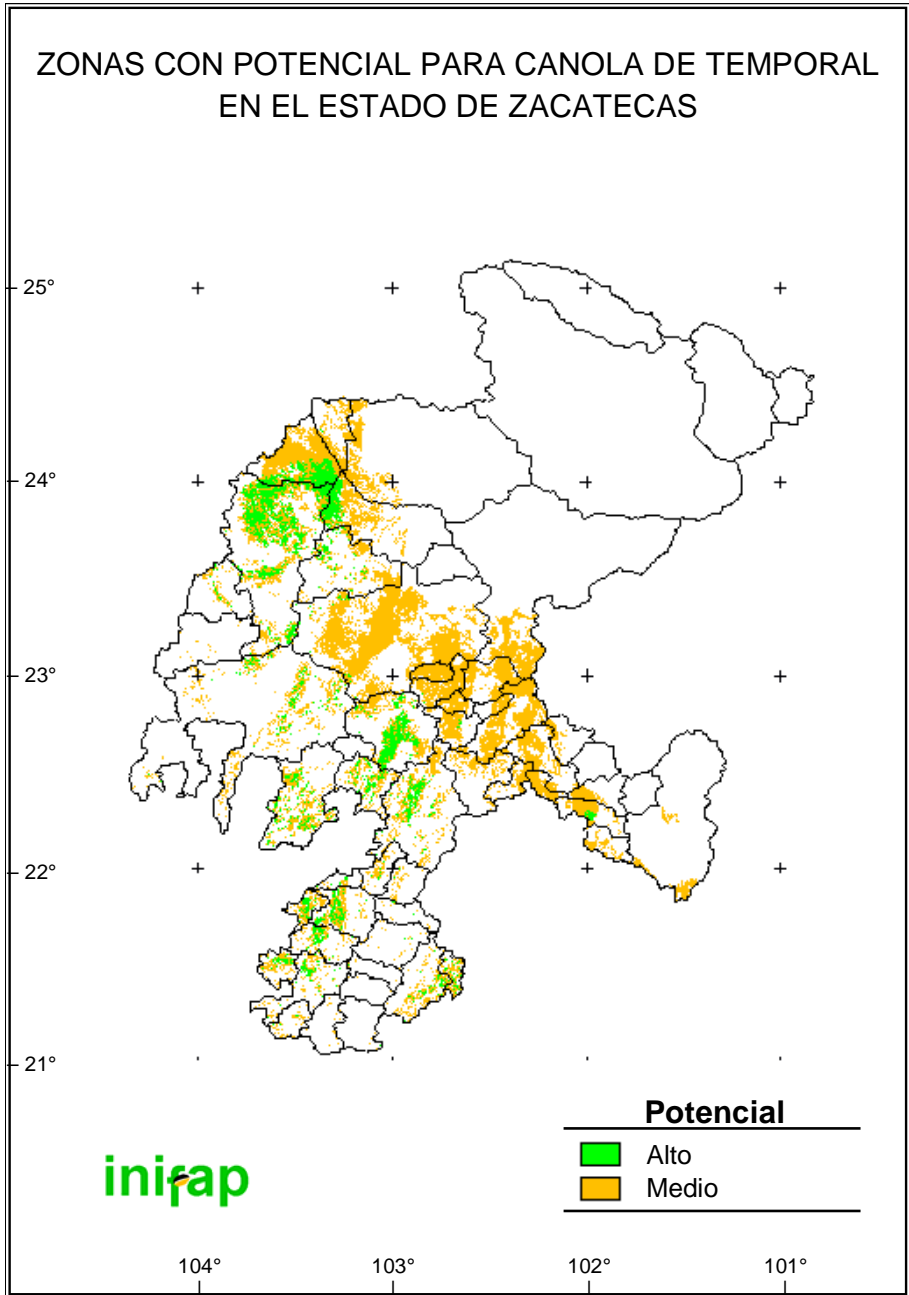 ZONAS CON POTENCIAL PARA CANOLA DE TEMPORAL
EN EL ESTADO DE ZACATECAS
25°
24°
23°
22°
21°
Potencial
Alto
Medio
inifap
104°
103°
102°
101°